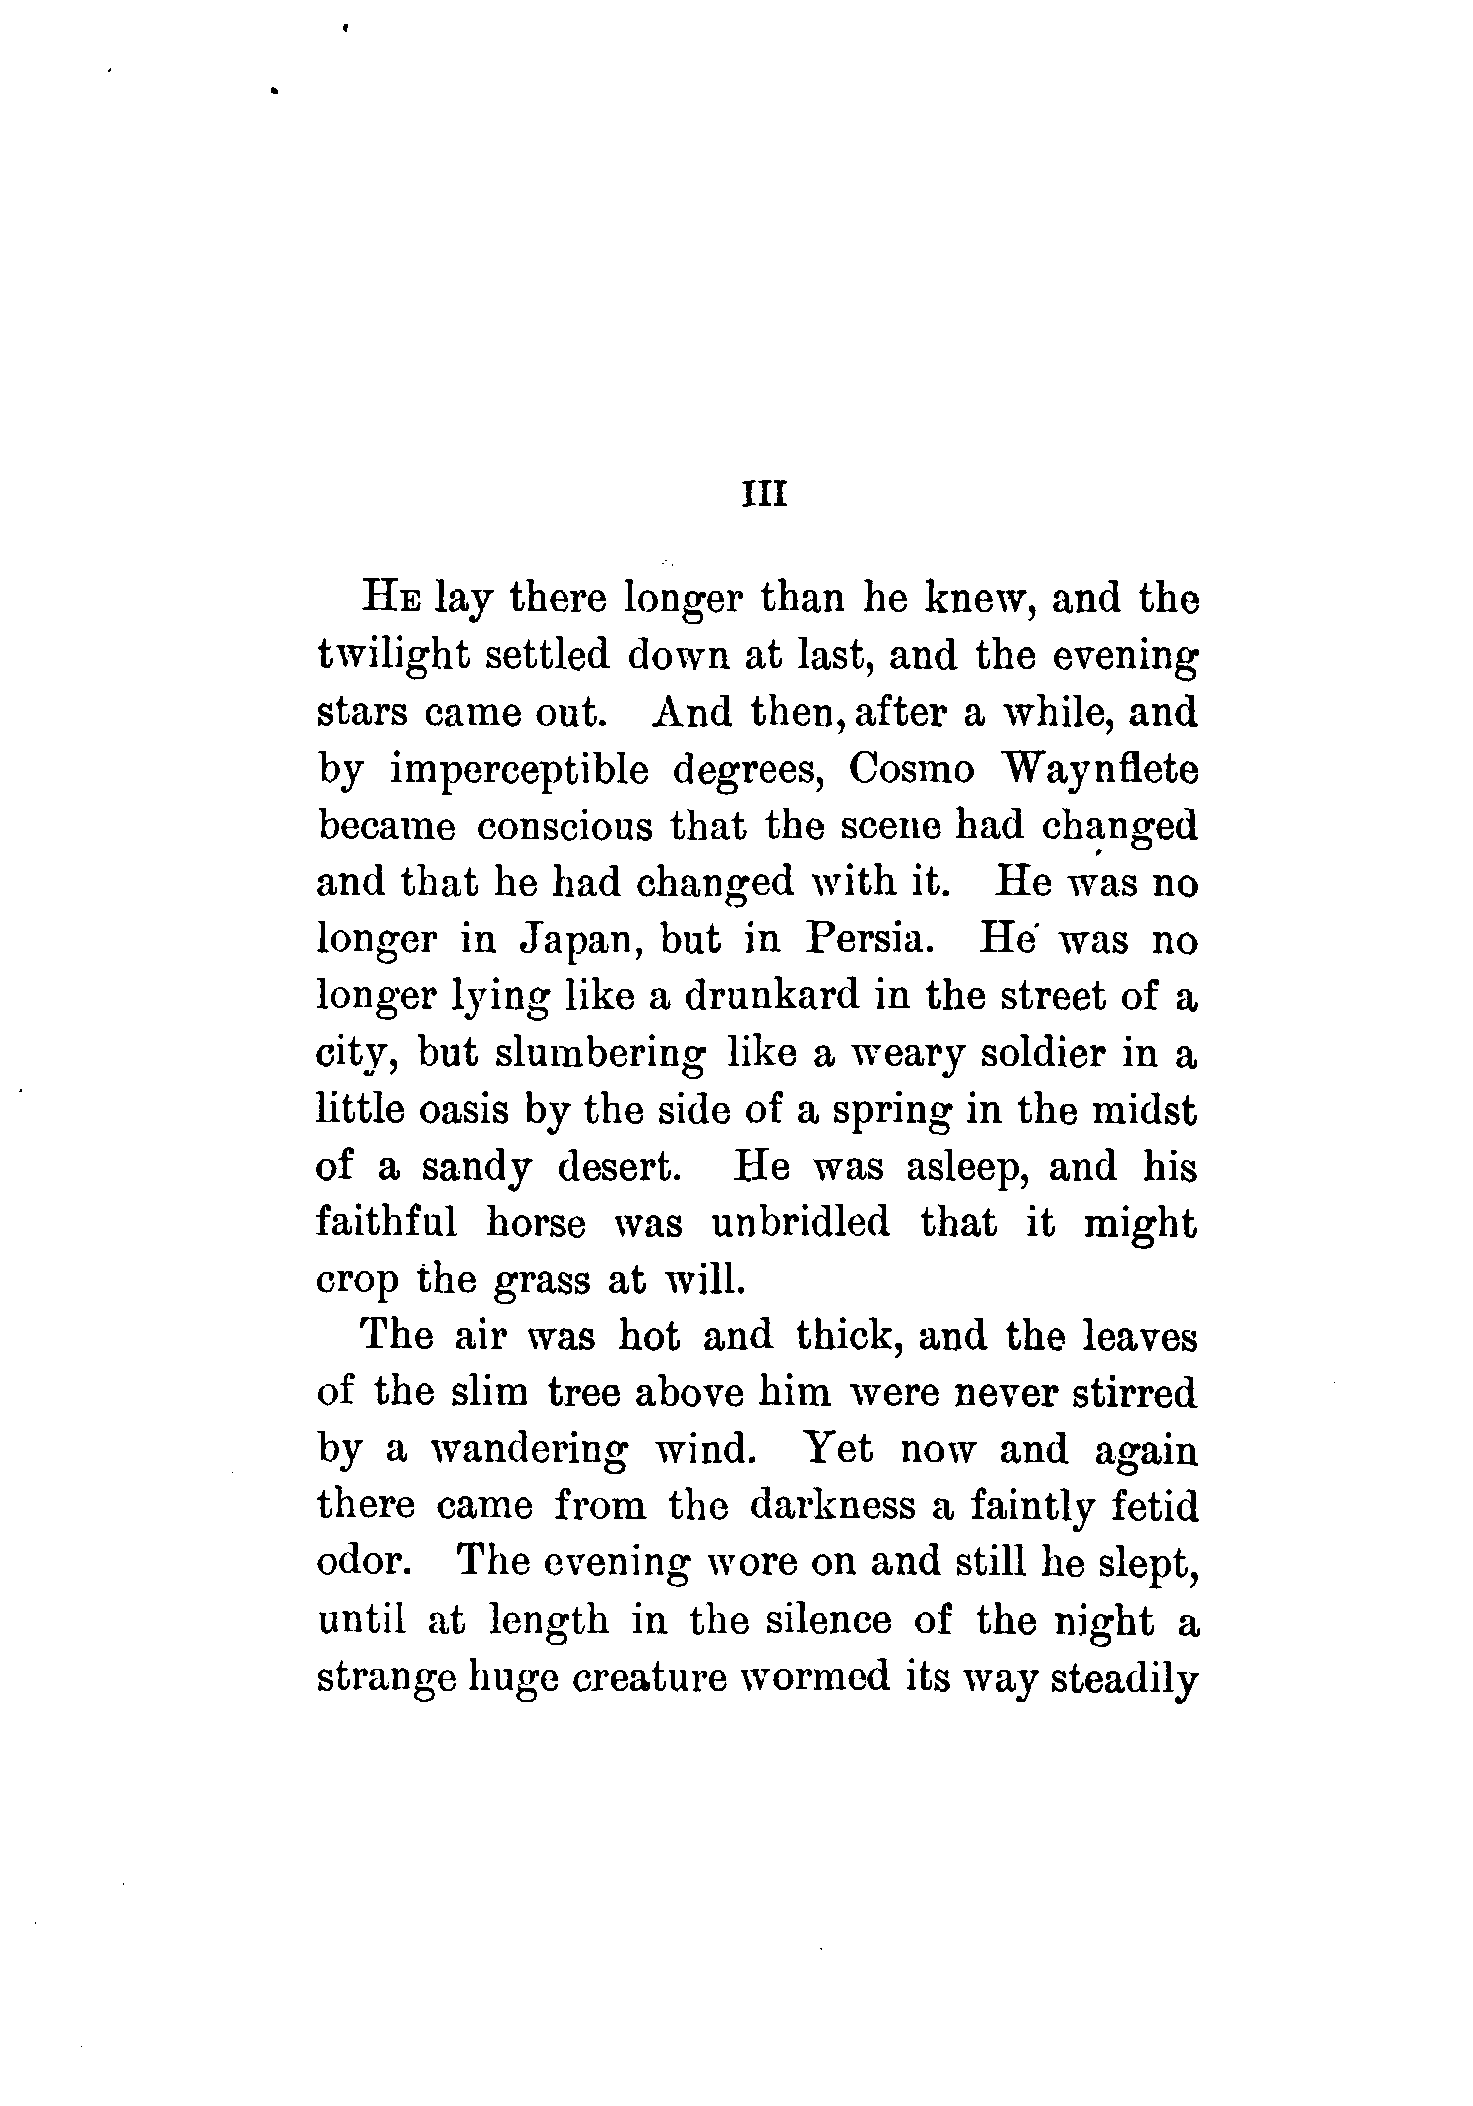 III
HE lay there longer than he knew, and the
twilight settled down at last, and the evening
stars came out. And then, after a while, and
by imperceptible degrees, Cosmo Waynflete
became conscious that the scene had changed
and that he had changed with it. He was no
longer in Japan, but in Persia. He was no
longer lying like a drunkard in the street of a
city, but slumbering like a weary soldier in a
little oasis by the side of a spring in the midst
of a sandy desert. He was asleep, and his
faithful horse was unbridled that it might
crop the grass at will.
The air was hot and thick, and the leaves
of the slim tree above him were never stirred
by a wandering wind. Yet now and again
there came from the darkness a faintly fetid
odor. The evening wore on and still he slept,
until at length in the silence of the night a
strange huge creature wormed its way steadily